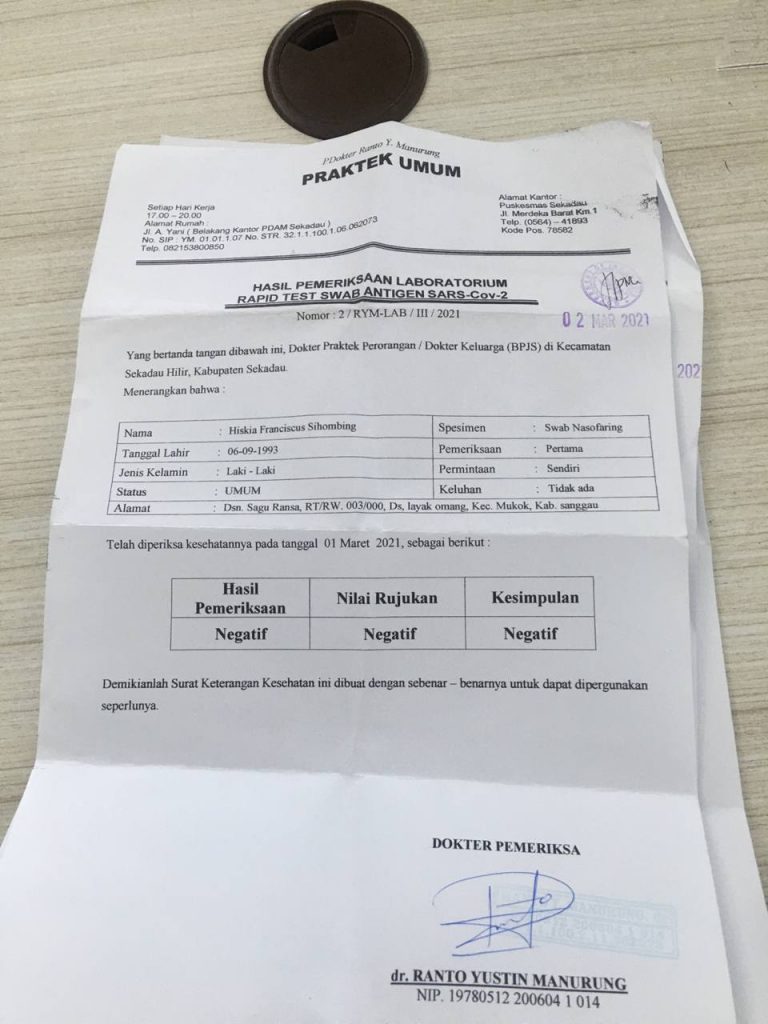 PDokter Ranto Y. Manurung
PRAKTEK UMUM
Setiap Hari Kerja
17.00 – 20.00
Alamat Rumah :
Jl. A. Yani ( Belakang Kantor PDAM Sekadau )
No. SIP : YM. 01.01.1.07 No. STR. 32.1.1.100.1.06.062073
Telp. 082153800850
Alamat Kantor :
Puskesmas Sekadau
Jl. Merdeka Barat Km.1
Telp. (0564) – 41893
Kode Pos. 78582
HASIL PEMERIKSAAN LABORATORIUM
RAPID TEST SWAB ANTIGEN SARS-Cov-2
Nomor : 2 / RYM-LAB / III / 2021
02 MAR 2021
202
Yang bertanda tangan dibawah ini, Dokter Praktek Perorangan / Dokter Keluarga (BPJS) di Kecamatan
Sekadau Hilir, Kabupaten Sekadau.
Menerangkan bahwa :
Nama : Hiskia Franciscus Sihombing Spesimen : Swab Nasofaring
Tanggal Lahir : 06-09-1993 Pemeriksaan : Pertama
Jenis Kelamin : Laki - Laki Permintaan : Sendiri
Status : UMUM Keluhan : Tidak ada
Alamat : Dsn. Sagu Ransa, RT/RW. 003/000, Ds, layak omang, Kec. Mukok, Kab. sanggau
Telah diperiksa kesehatannya pada tanggal 01 Maret 2021, sebagai berikut :
Hasil Pemeriksaan Nilai Rujukan Kesimpulan
Negatif Negatif Negatif
Demikianlah Surat Keterangan Kesehatan ini dibuat dengan sebenar – benarnya untuk dapat dipergunakan
seperlunya.
DOKTER PEMERIKSA
dr. RANTO YUSTIN MANURUNG
NIP. 19780512 200604 1 014